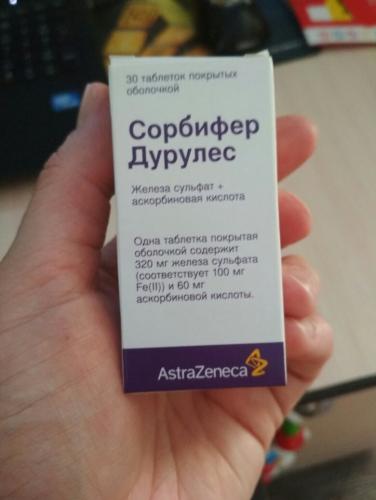 30 таблеток покрытых
оболочкой
Сорбифер
Дурулес
Железа сульфат +
аскорбиновая кислота
Одна таблетка покрытая
оболочкой содержит
320 мг железа сульфата
(соответствует 100 мг
Fe(II)) и 60 мг
аскорбиновой кислоты.
AstraZeneca